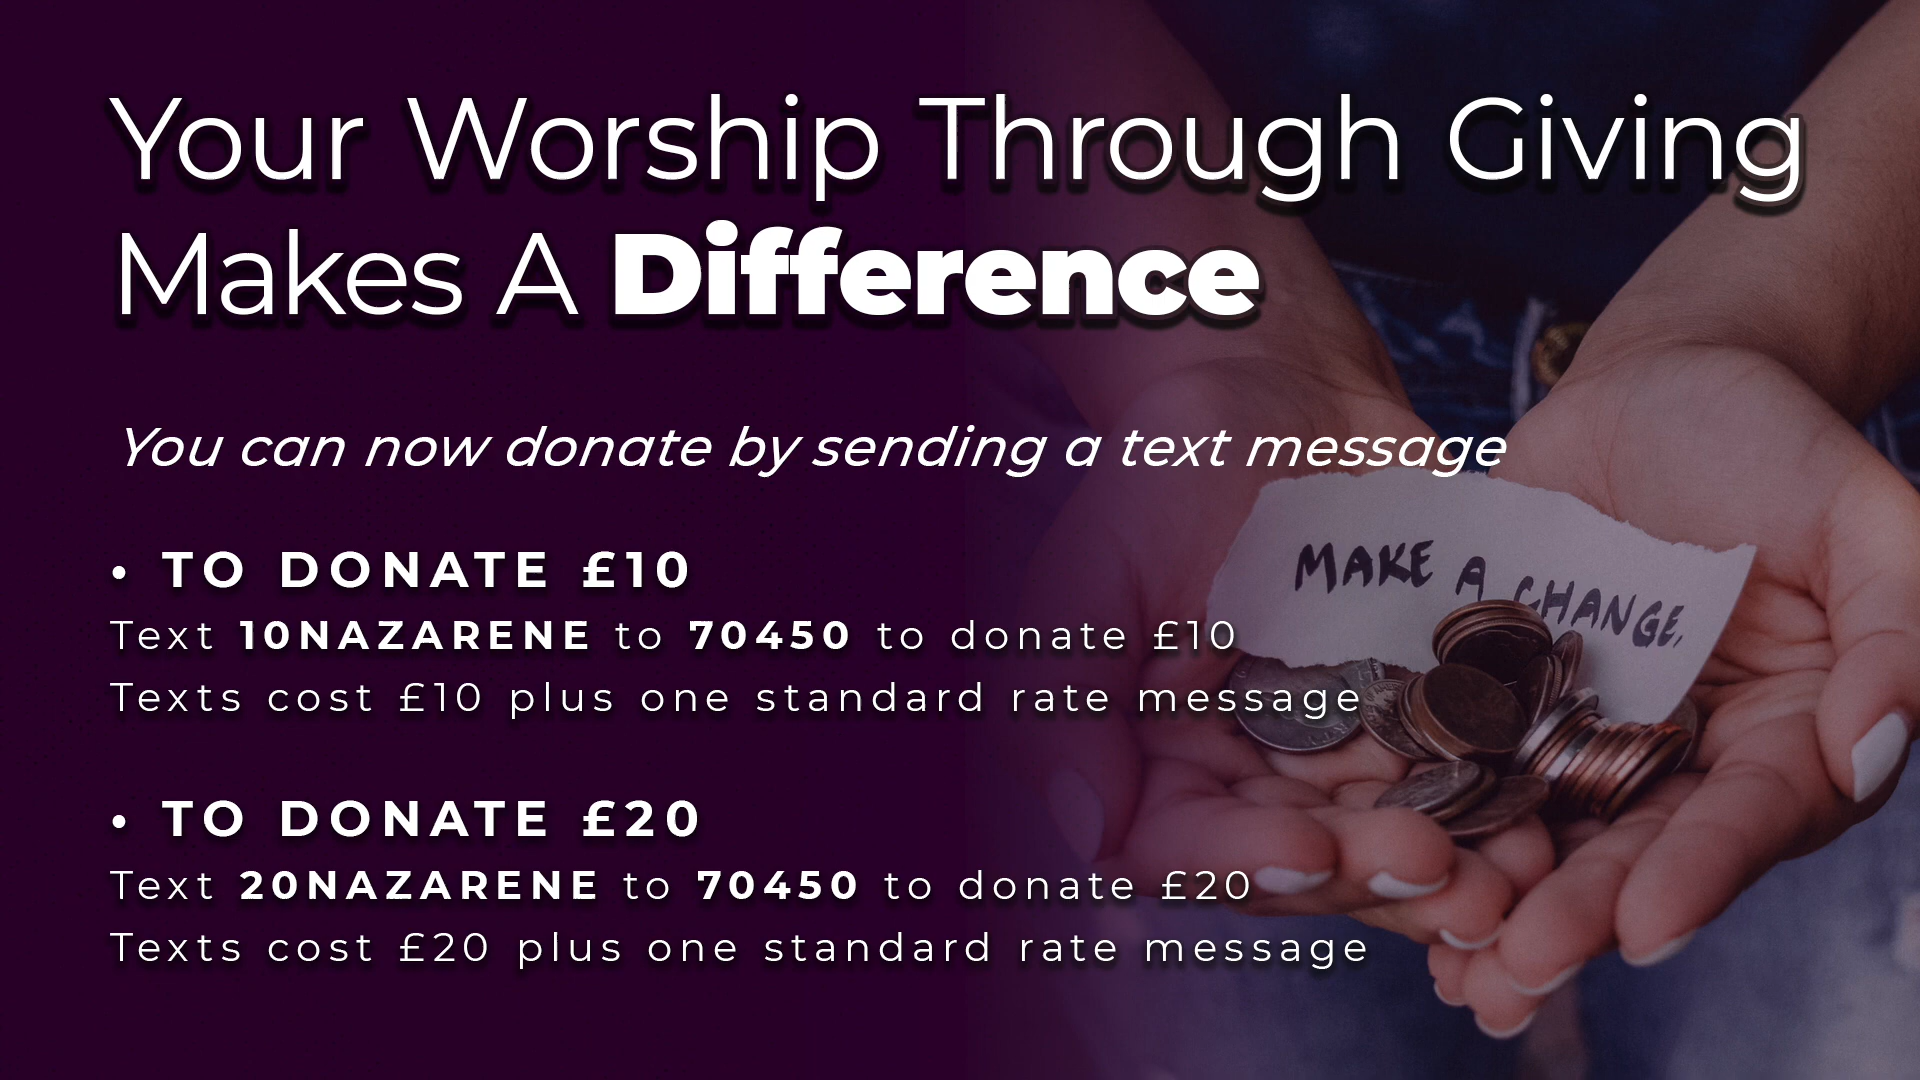 Your Worship Through Giving
Makes A Difference
You can now donate by sending a text message
• TO DONATE £10
Text 10NAZARENE to 70450 to donate £10
Texts cost £10 plus one standard rate message
MAKE A CHANGE.
• TO DONATE £20
Text 20NAZARENE to 70450 to donate £20
Texts cost £20 plus one standard rate message